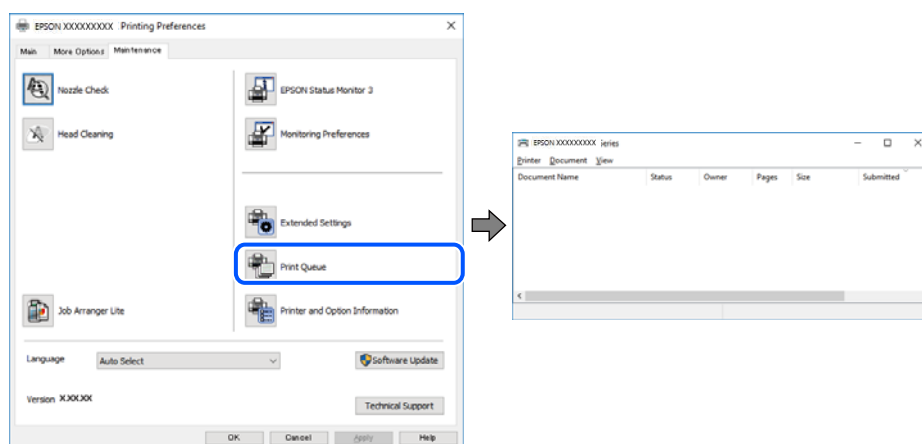 EPSON XXXXXXXXX Printing Preferences
Main More Options Maintenance
Nozzle Check
EPSON Status Monitor 3
Head Cleaning
Monitoring Preferences
Extended Settings
Print Queue
Job Arranger Lite
Printer and Option Information
Language Auto Select
Software Update
Version X.XX.XX
Technical Support
OK Cancel Apply Help
EPSON XXXXXXXXX ieries
Printer Document View
Document Name Status Owner Pages Size Submitted